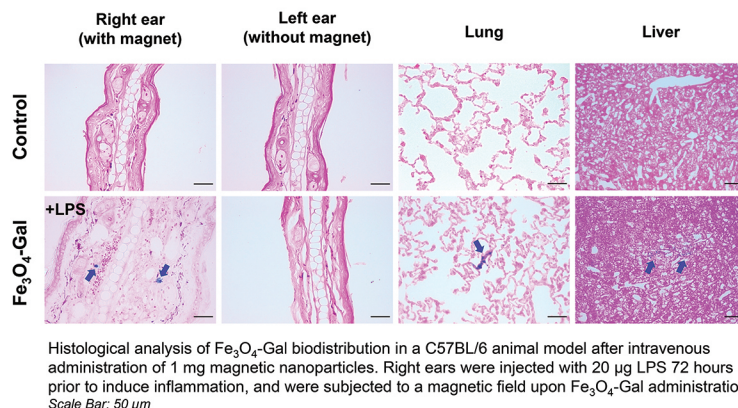 Right ear
(with magnet)
Left ear
(without magnet)
Lung
Liver
Control
Fe₃O₄-Gal
+LPS
Histological analysis of Fe₃O₄-Gal biodistribution in a C57BL/6 animal model after intravenous
administration of 1 mg magnetic nanoparticles. Right ears were injected with 20 µg LPS 72 hours
prior to induce inflammation, and were subjected to a magnetic field upon Fe₃O₄-Gal administratio
Scale Bar: 50 µm